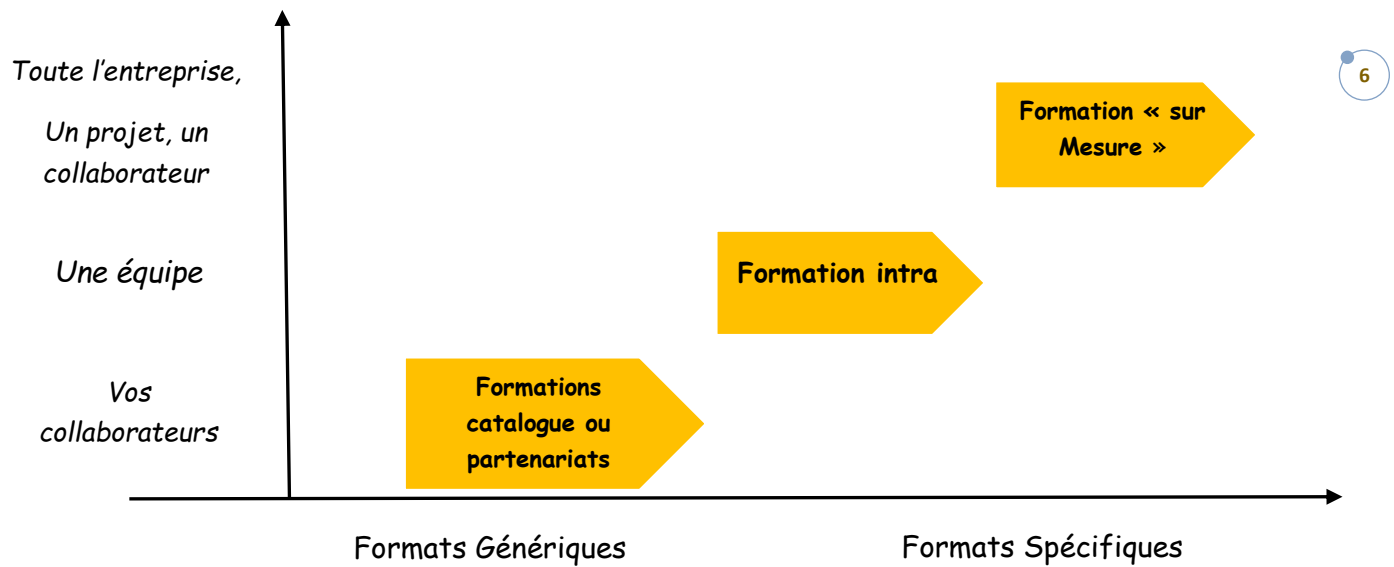 Toute l’entreprise,
Un projet, un
collaborateur
Une équipe
Vos
collaborateurs
6
Formation « sur
Mesure »
Formation intra
Formations
catalogue ou
partenariats
Formats Génériques
Formats Spécifiques